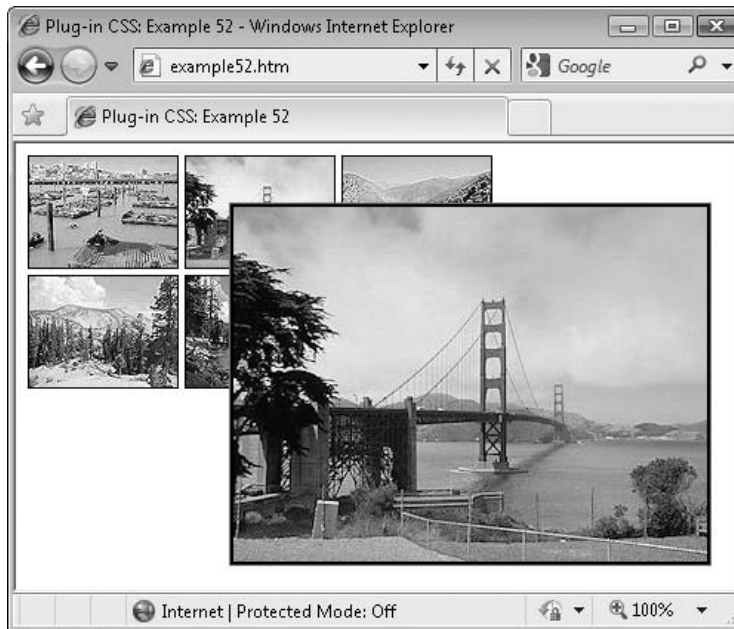 Plug-in CSS: Example 52 - Windows Internet Explorer
example52.htm
Google
Plug-in CSS: Example 52
Internet | Protected Mode: Off
100%